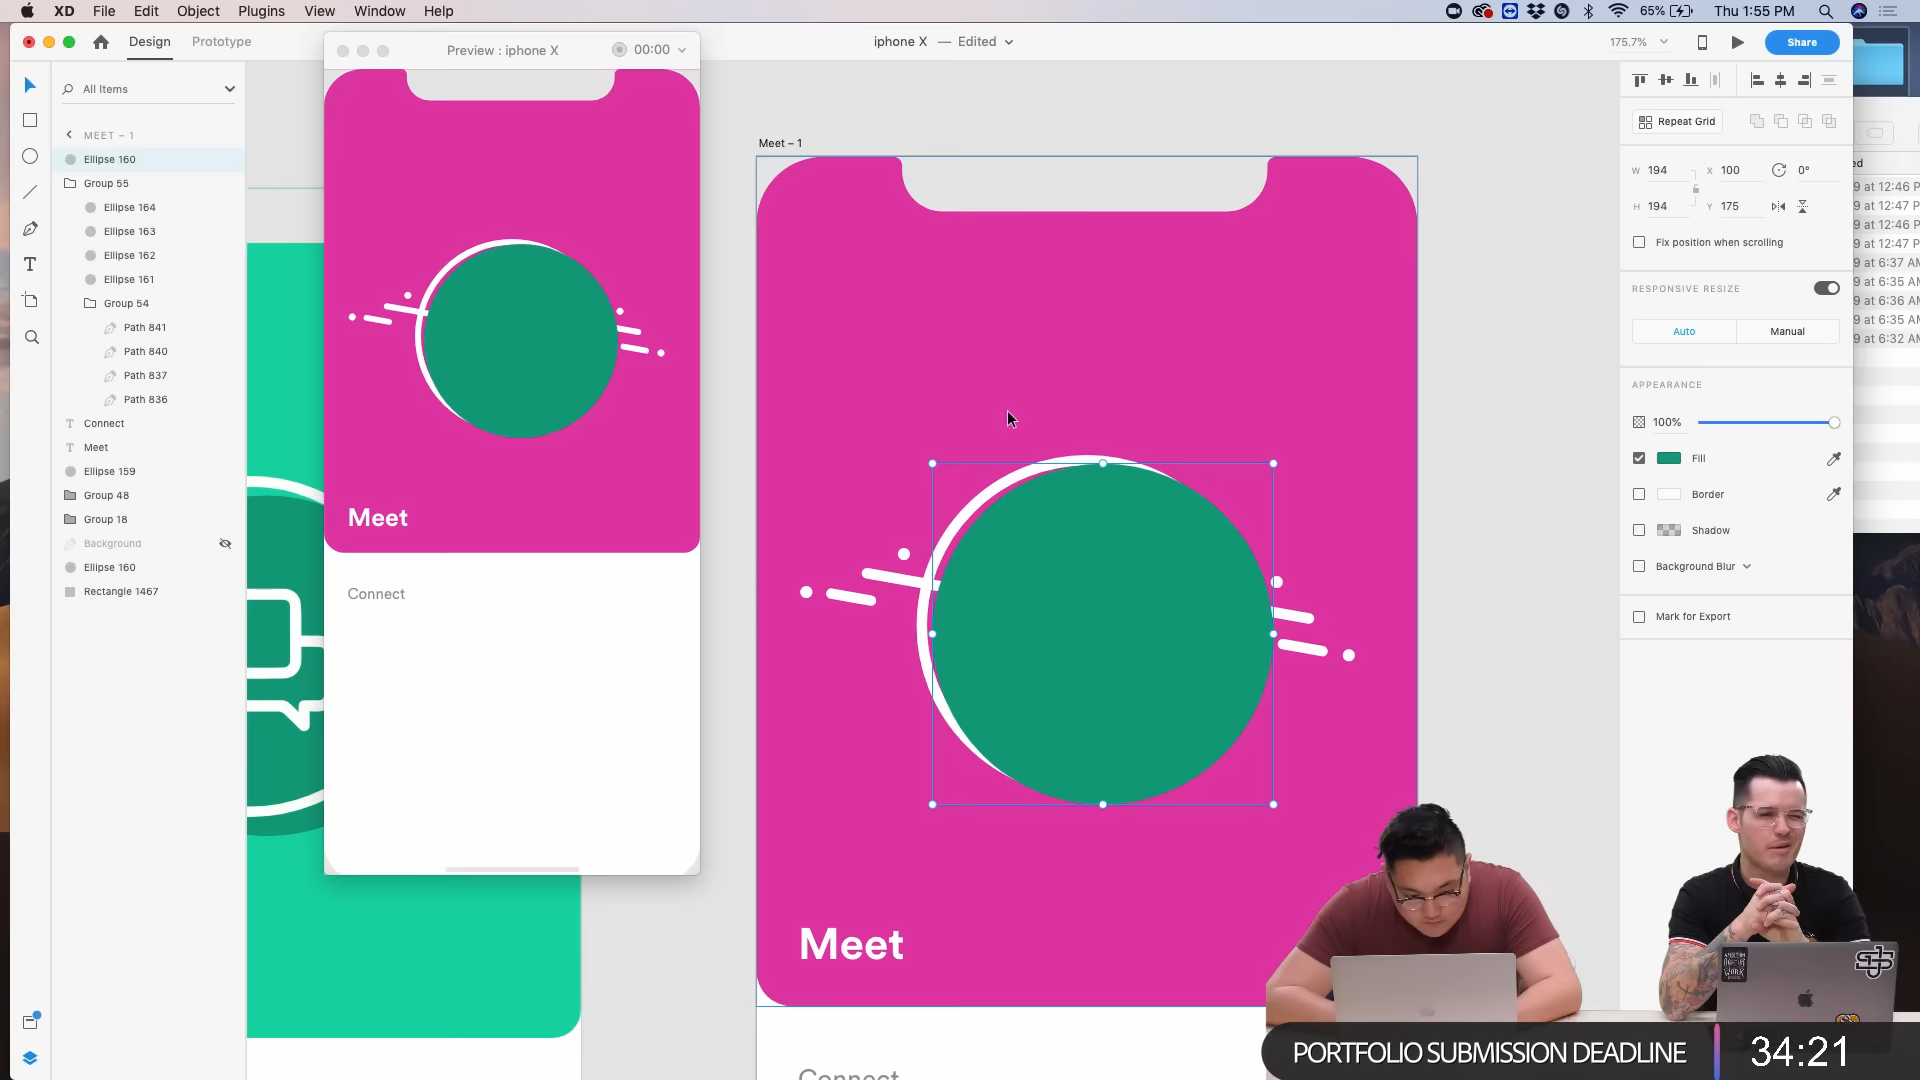 XD File Edit Object Plugins View Window Help
65% Thu 1:55 PM
Design Prototype
Preview : iphone X 00:00
iphone X — Edited
175.7%
Share
All Items
MEET – 1
Ellipse 160
Group 55
Ellipse 164
Ellipse 163
Ellipse 162
Ellipse 161
Group 54
Path 841
Path 840
Path 837
Path 836
Connect
Meet
Ellipse 159
Group 48
Group 18
Background
Ellipse 160
Rectangle 1467
Meet
Connect
Meet – 1
Meet
Connect
Repeat Grid
W 194 X 100 0°
H 194 Y 175
Fix position when scrolling
RESPONSIVE RESIZE
Auto Manual
APPEARANCE
100%
Fill
Border
Shadow
Background Blur
Mark for Export
ed
9 at 12:46 P
9 at 12:47 P
9 at 12:46 P
9 at 12:47 P
9 at 6:37 AM
9 at 6:35 AM
9 at 6:36 AM
9 at 6:35 AM
9 at 6:32 AM
PORTFOLIO SUBMISSION DEADLINE 34:21